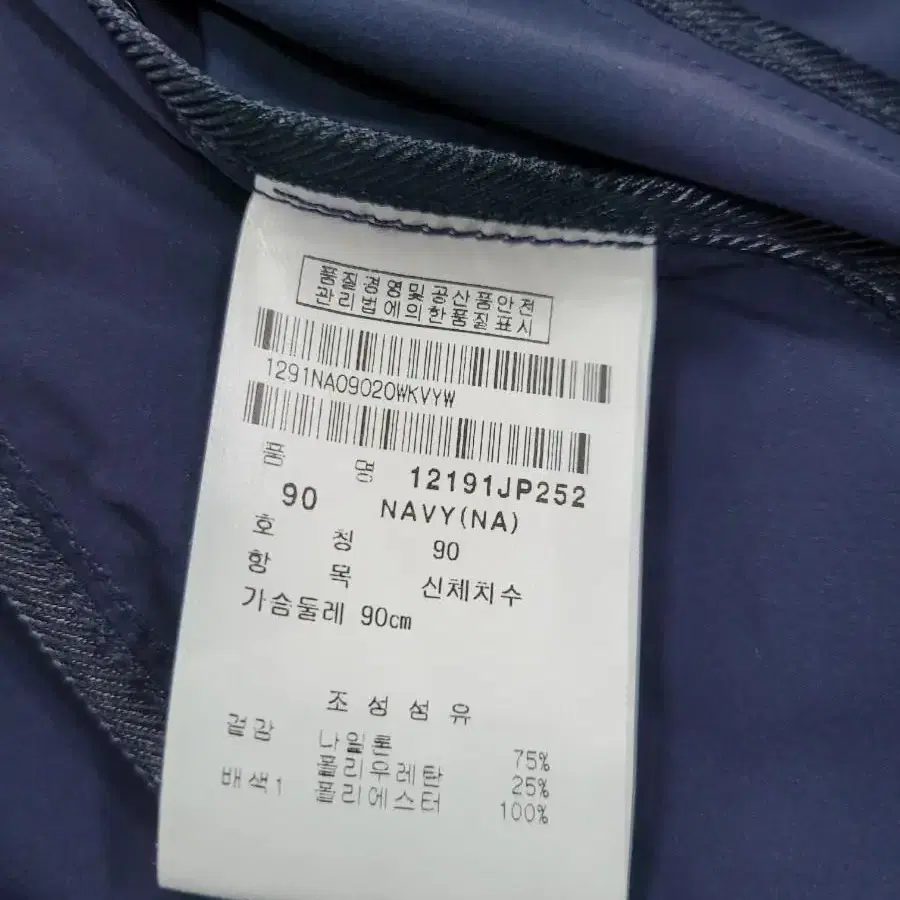 품질경영및공산품안전
관리법에의한품질표시
1291NA09020WKVYW
품 명 12191JP252
90 NAVY(NA)
호 칭 90
항 목 신체치수
가슴둘레 90cm
조성섬유
겉감 나일론 75%
폴리우레탄 25%
배색1 폴리에스터 100%